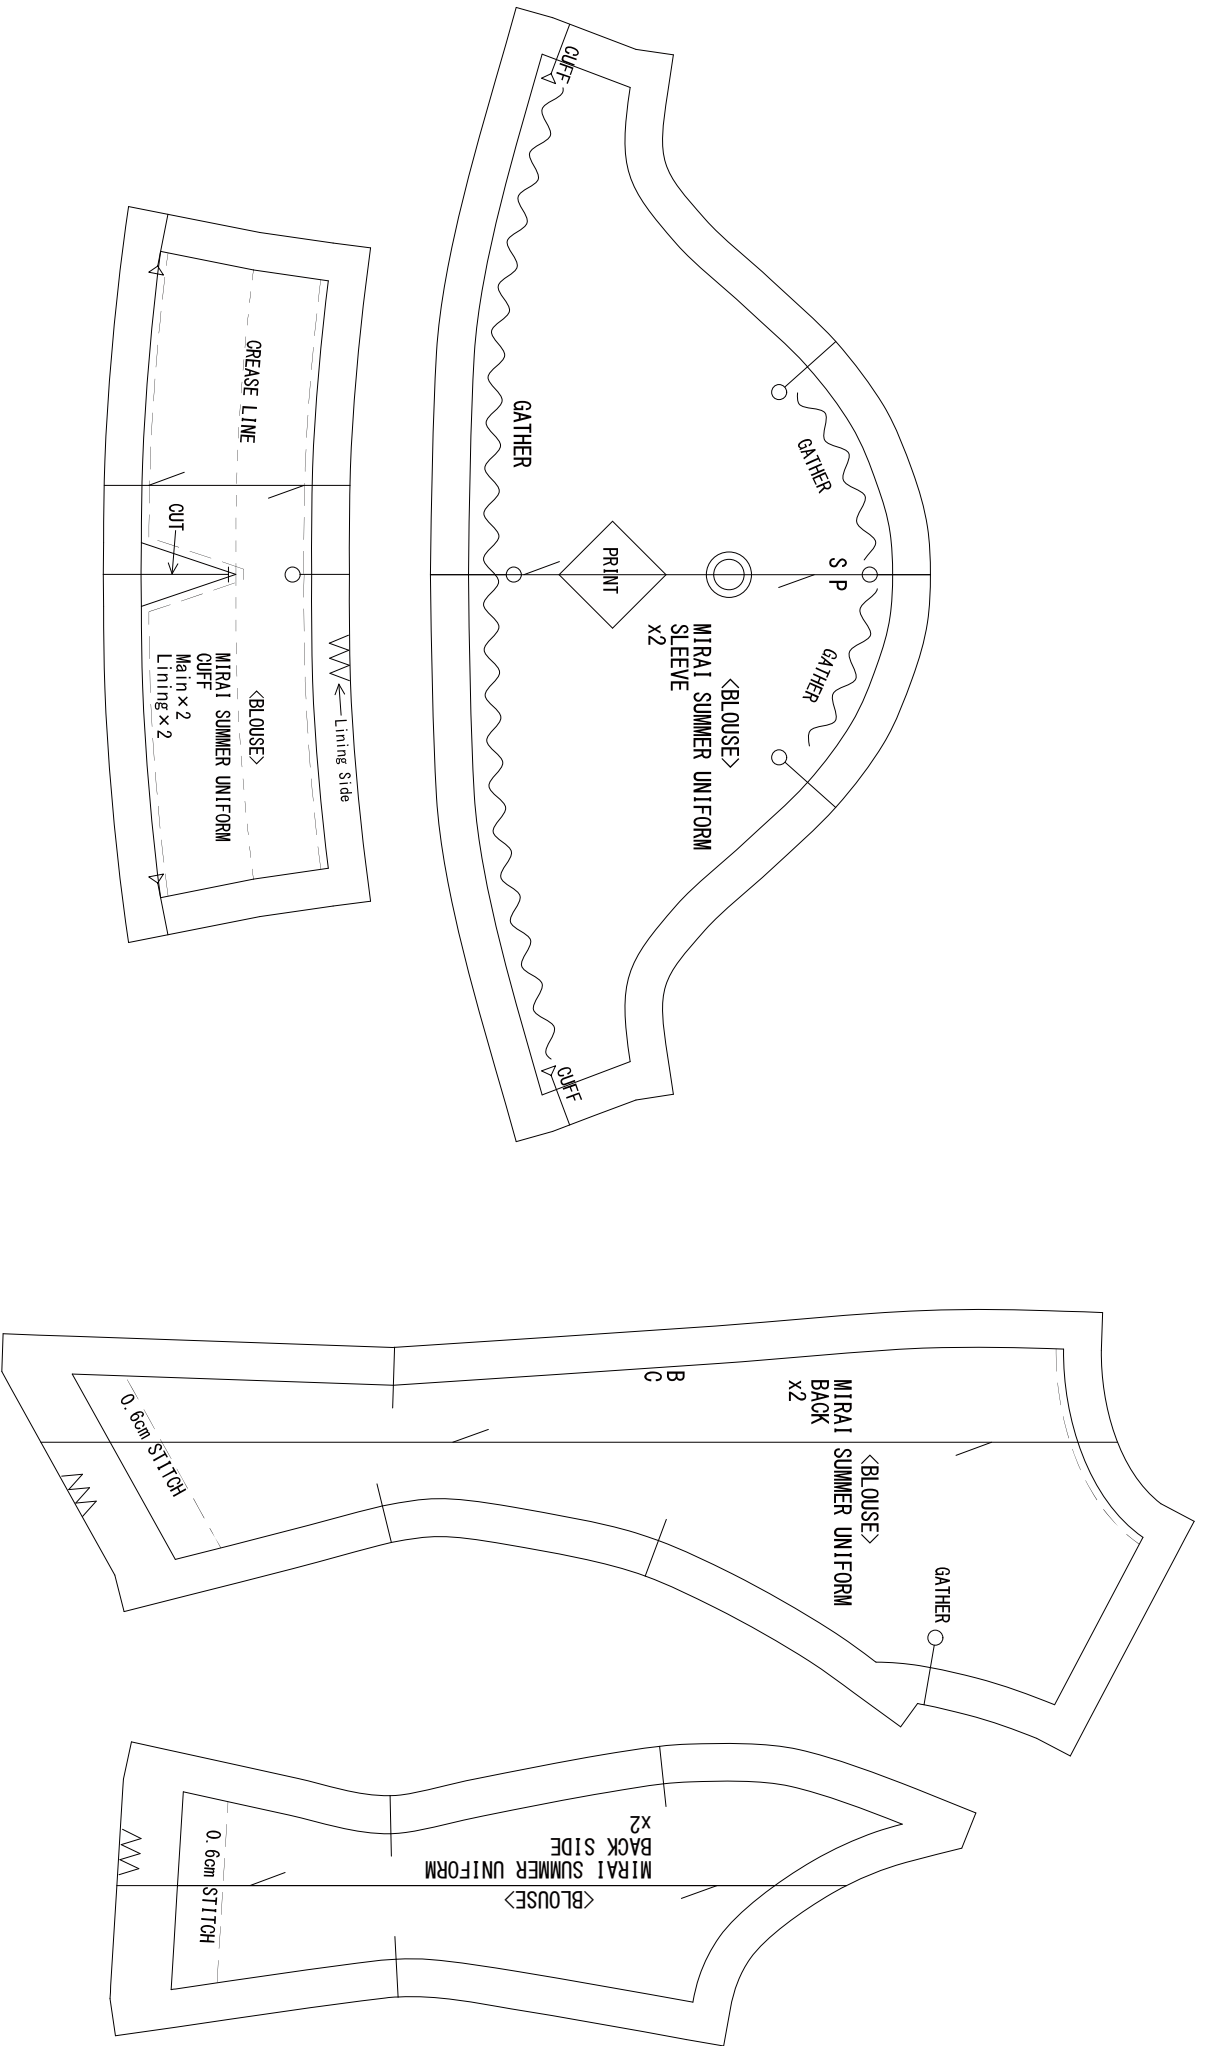 CUFF
GATHER
GATHER
S P
GATHER
PRINT
<BLOUSE>
MIRAI SUMMER UNIFORM
SLEEVE
x2
CUFF
CREASE LINE
CUT
<BLOUSE>
MIRAI SUMMER UNIFORM
CUFF
Main×2
Lining×2
Lining Side
B
C
<BLOUSE>
MIRAI SUMMER UNIFORM
BACK
x2
0.6cm STITCH
GATHER
<BLOUSE>
MIRAI SUMMER UNIFORM
BACK SIDE
x2
0.6cm STITCH